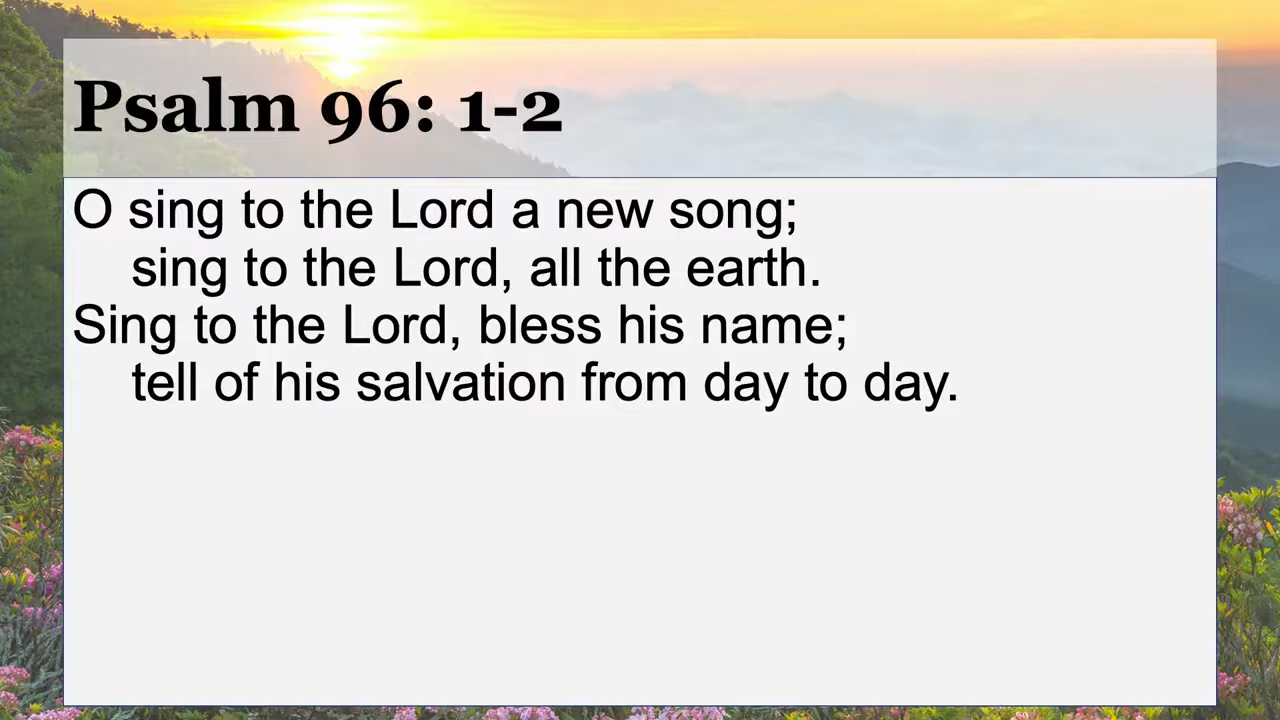 Psalm 96: 1-2
O sing to the Lord a new song;
sing to the Lord, all the earth.
Sing to the Lord, bless his name;
tell of his salvation from day to day.